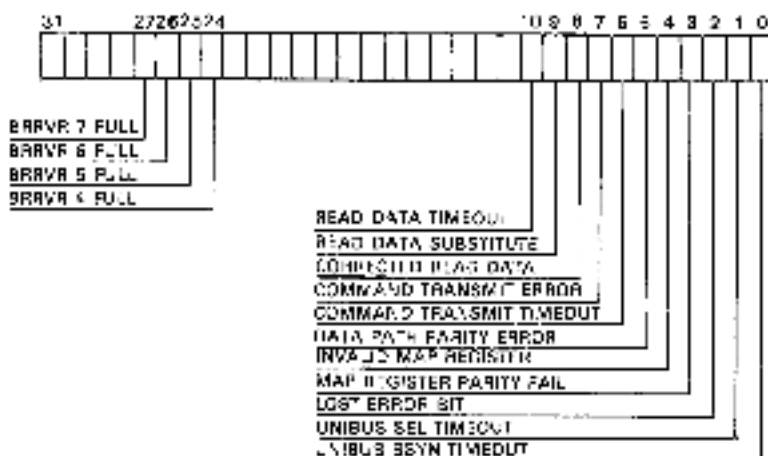 31 27 26 25 24 10 9 8 7 6 5 4 3 2 1 0
BRRVR 7 FULL
BRRVR 6 FULL
BRRVR 5 FULL
BRRVR 4 FULL
READ DATA TIMEOUT
READ DATA SUBSTITUTE
CORRECTED READ DATA
COMMAND TRANSMIT ERROR
COMMAND TRANSMIT TIMEOUT
DATA PATH PARITY ERROR
INVALID MAP REGISTER
MAP REGISTER PARITY FAIL
LOST ERROR BIT
UNIBUS SEL TIMEOUT
UNIBUS SSYN TIMEOUT